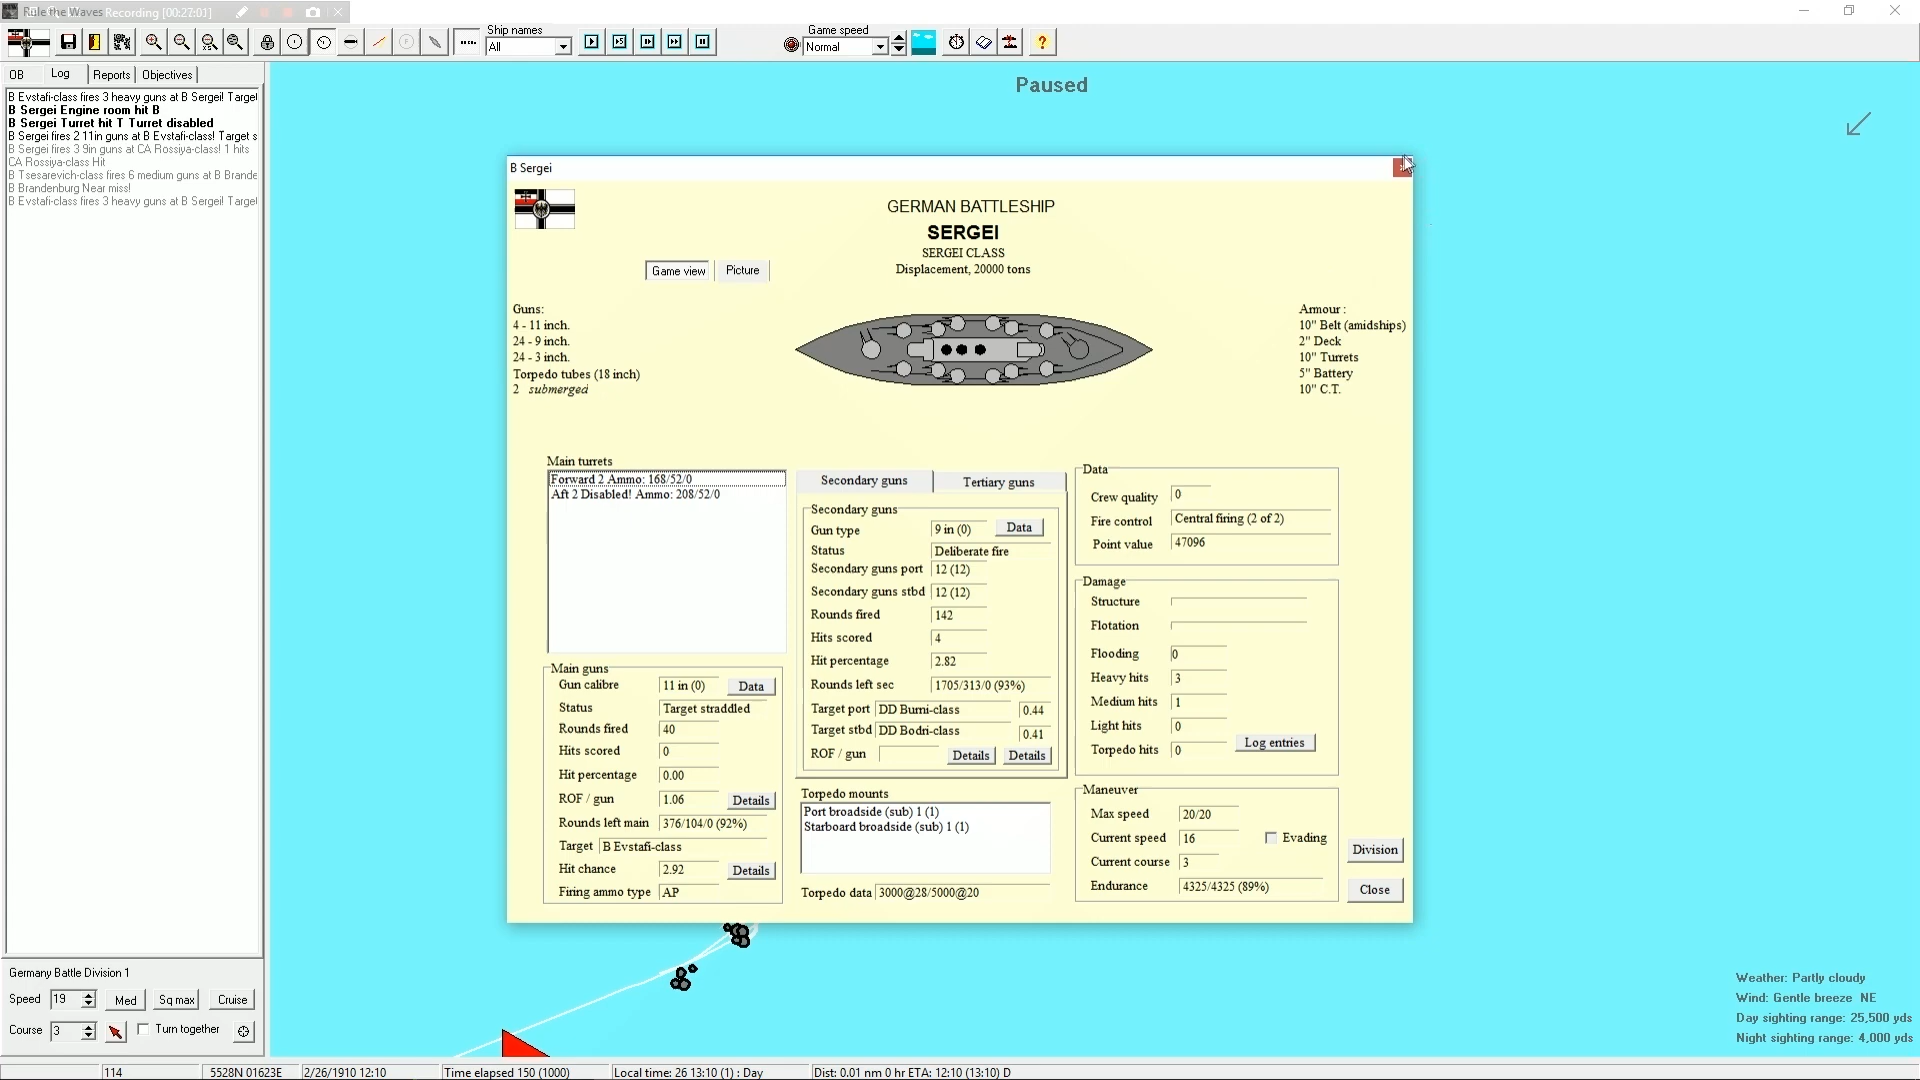 Rule the Waves Recording [00:27:01]
Ship names
All
Game speed
Normal
OB Log Reports Objectives
Paused
B Evstafi-class fires 3 heavy guns at B Sergei! Target
B Sergei Engine room hit B
B Sergei Turret hit T Turret disabled
B Sergei fires 2 11in guns at B Evstafi-class! Target s
B Sergei fires 3 9in guns at CA Rossiya-class! 1 hits
CA Rossiya-class Hit
B Tsesarevich-class fires 6 medium guns at B Brande
B Brandenburg Near miss!
B Evstafi-class fires 3 heavy guns at B Sergei! Target
B Sergei
GERMAN BATTLESHIP
SERGEI
SERGEI CLASS
Displacement, 20000 tons
Game view Picture
Guns:
4 - 11 inch.
24 - 9 inch.
24 - 3 inch.
Torpedo tubes (18 inch)
2 submerged
Armour :
10" Belt (amidships)
2" Deck
10" Turrets
5" Battery
10" C.T.
Main turrets
Forward 2 Ammo: 168/52/0
Aft 2 Disabled! Ammo: 208/52/0
Main guns
Gun calibre 11 in (0) Data
Status Target straddled
Rounds fired 40
Hits scored 0
Hit percentage 0.00
ROF / gun 1.06 Details
Rounds left main 376/104/0 (92%)
Target B Evstafi-class
Hit chance 2.92 Details
Firing ammo type AP
Secondary guns Tertiary guns
Secondary guns
Gun type 9 in (0) Data
Status Deliberate fire
Secondary guns port 12 (12)
Secondary guns stbd 12 (12)
Rounds fired 142
Hits scored 4
Hit percentage 2.82
Rounds left sec 1705/313/0 (93%)
Target port DD Burni-class 0.44
Target stbd DD Bodri-class 0.41
ROF / gun Details Details
Torpedo mounts
Port broadside (sub) 1 (1)
Starboard broadside (sub) 1 (1)
Torpedo data 3000@28/5000@20
Data
Crew quality 0
Fire control Central firing (2 of 2)
Point value 47096
Damage
Structure
Flotation
Flooding 0
Heavy hits 3
Medium hits 1
Light hits 0
Torpedo hits 0 Log entries
Maneuver
Max speed 20/20
Current speed 16 Evading
Current course 3
Endurance 4325/4325 (89%)
Division
Close
Germany Battle Division 1
Speed 19 Med Sq max Cruise
Course 3 Turn together
Weather: Partly cloudy
Wind: Gentle breeze NE
Day sighting range: 25,500 yds
Night sighting range: 4,000 yds
114 5528N 01623E 2/26/1910 12:10 Time elapsed 150 (1000) Local time: 26 13:10 (1) : Day Dist: 0.01 nm 0 hr ETA: 12:10 (13:10) D